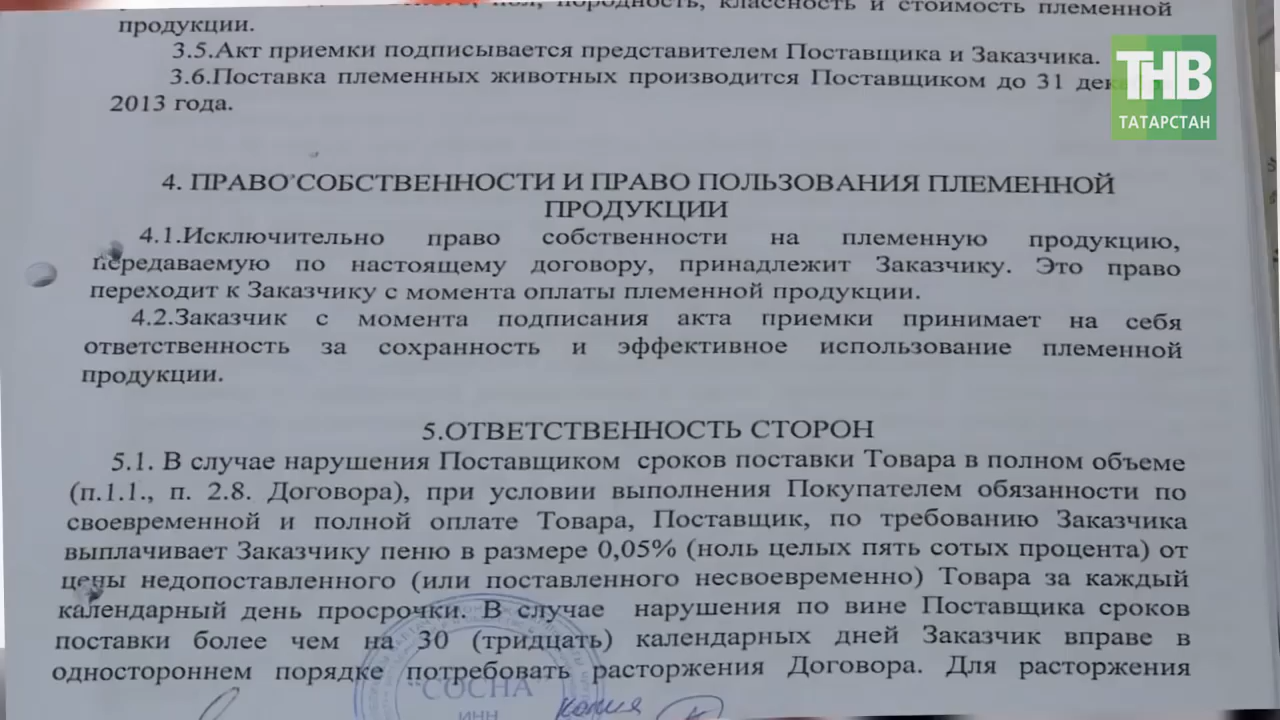 пол, породность, классность и стоимость племенной
продукции.
3.5.Акт приемки подписывается представителем Поставщика и Заказчика.
3.6.Поставка племенных животных производится Поставщиком до 31
2013 года.
ТНВ
ТАТАРСТАН
4. ПРАВО СОБСТВЕННОСТИ И ПРАВО ПОЛЬЗОВАНИЯ ПЛЕМЕННОЙ
ПРОДУКЦИИ
4.1.Исключительно право собственности на племенную продукцию,
передаваемую по настоящему договору, принадлежит Заказчику. Это право
переходит к Заказчику с момента оплаты племенной продукции.
4.2.Заказчик с момента подписания акта приемки принимает на себя
ответственность за сохранность и эффективное использование племенной
продукции.
5.ОТВЕТСТВЕННОСТЬ СТОРОН
5.1. В случае нарушения Поставщиком сроков поставки Товара в полном объеме
(п.1.1., п. 2.8. Договора), при условии выполнения Покупателем обязанности по
своевременной и полной оплате Товара, Поставщик, по требованию Заказчика
выплачивает Заказчику пеню в размере 0,05% (ноль целых пять сотых процента) от
цены недопоставленного (или поставленного несвоевременно) Товара за каждый
календарный день просрочки. В случае нарушения по вине Поставщика сроков
поставки более чем на 30 (тридцать) календарных дней Заказчик вправе в
одностороннем порядке потребовать расторжения Договора. Для расторжения
"СОСНА"
ИНН
копия